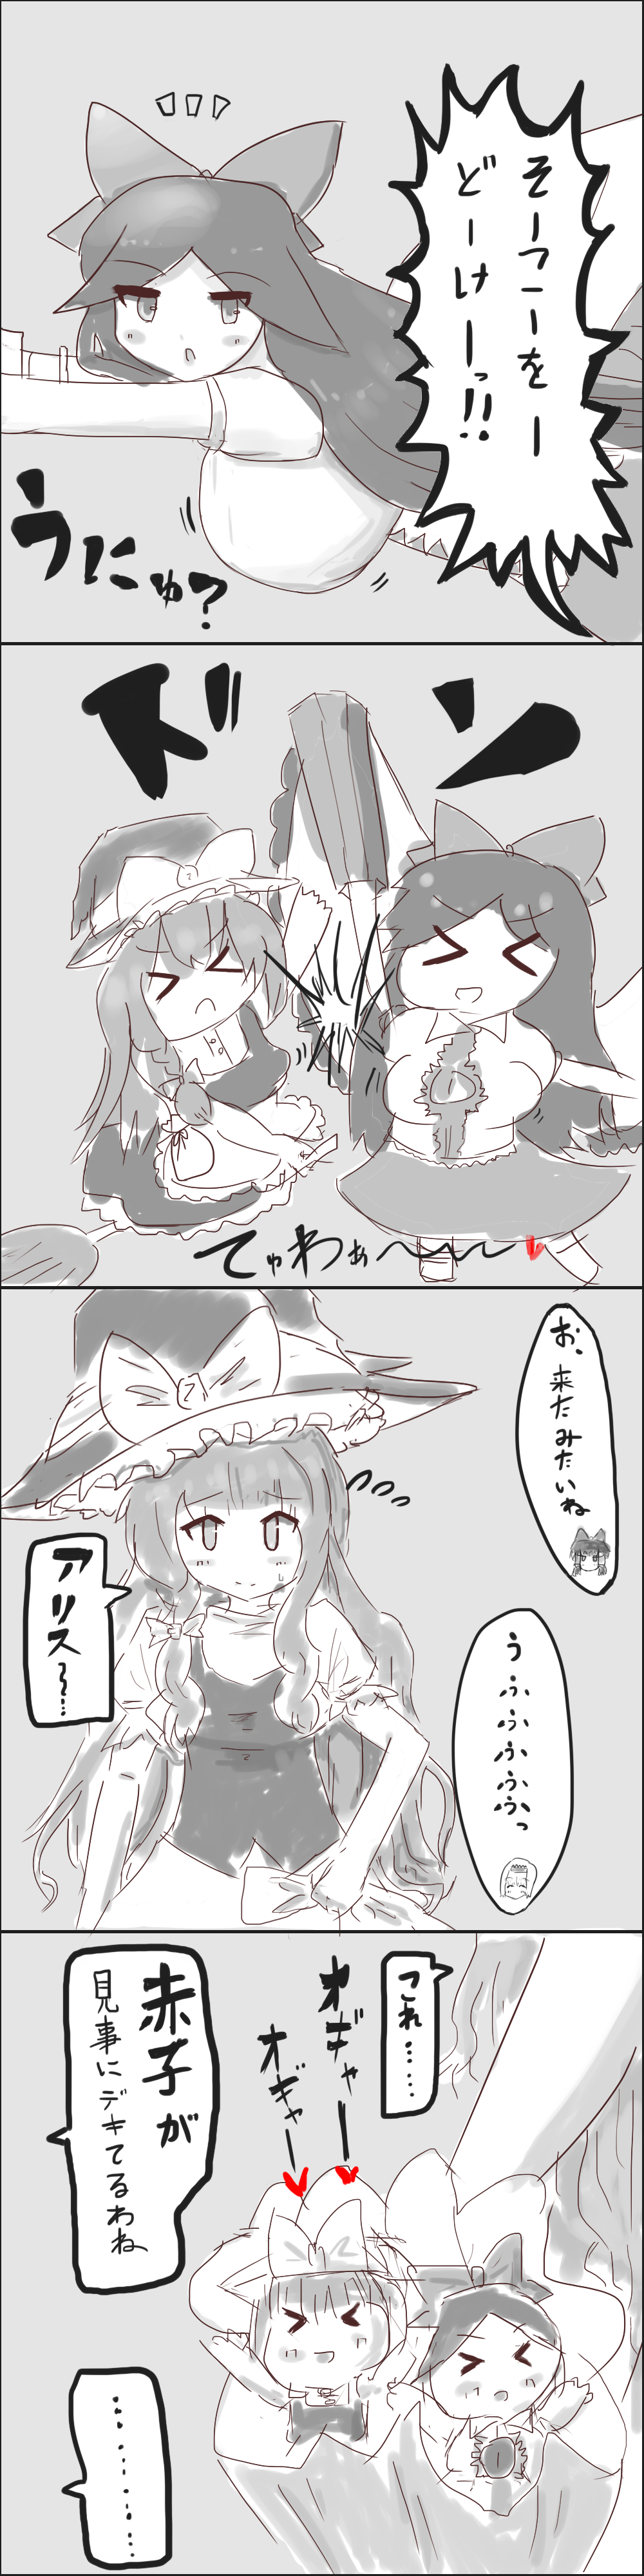 そーこーをー
どーけーっ!!
うにゅ?
ドン
てゅわぁ〜〜
お、来たみたいね
うふふふふふっ
アリス〜…
これ……
オギャー
オギャー
赤子が
見事にデキてるわね
…………